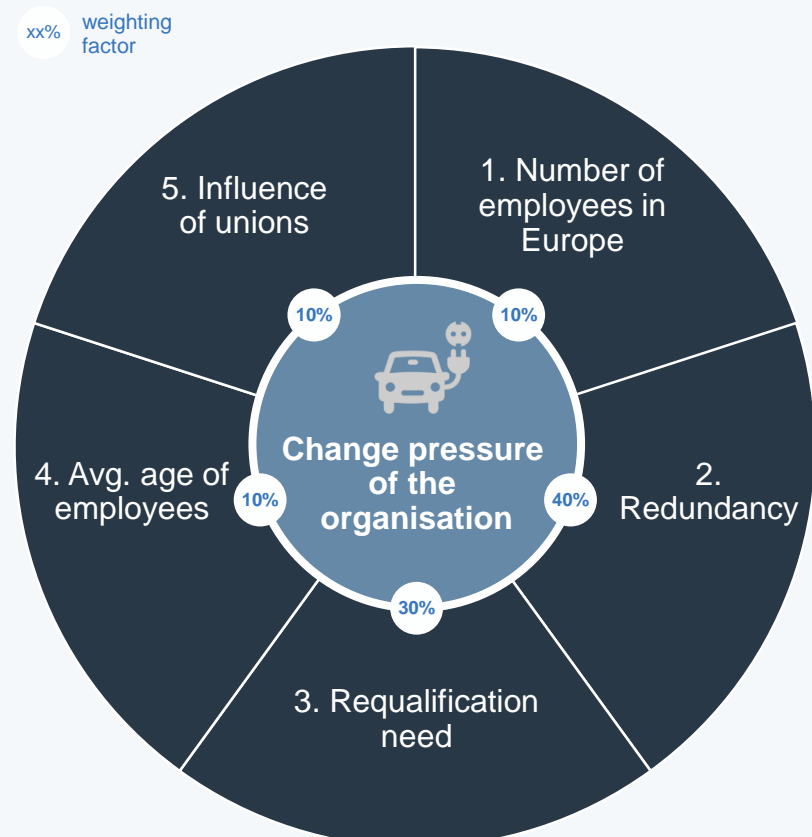 xx%
weighting
factor
5. Influence
of unions
1. Number of
employees in
Europe
10%
10%
Change pressure
of the
organisation
4. Avg. age of
employees
10%
40%
2.
Redundancy
30%
3. Requalification
need